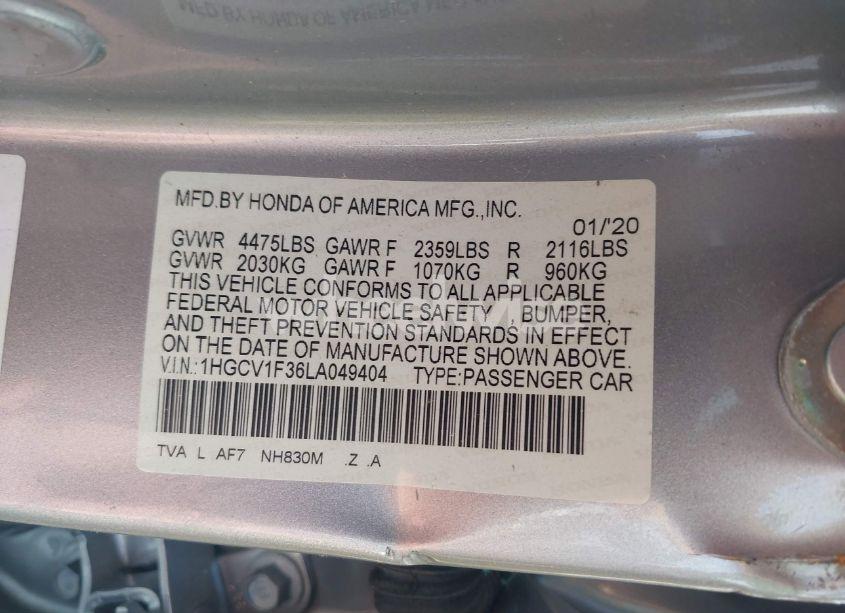 MFD.BY HONDA OF AMERICA MFG.,INC.
01/'20
GVWR 4475LBS GAWR F 2359LBS R 2116LBS
GVWR 2030KG GAWR F 1070KG R 960KG
THIS VEHICLE CONFORMS TO ALL APPLICABLE
FEDERAL MOTOR VEHICLE SAFETY , BUMPER,
AND THEFT PREVENTION STANDARDS IN EFFECT
ON THE DATE OF MANUFACTURE SHOWN ABOVE.
V.I.N.:1HGCV1F36LA049404 TYPE:PASSENGER CAR
TVA L AF7 NH830M .Z .A